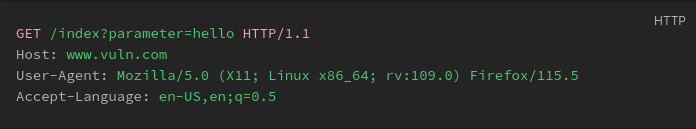 HTTP
GET /index?parameter=hello HTTP/1.1
Host: www.vuln.com
User-Agent: Mozilla/5.0 (X11; Linux x86_64; rv:109.0) Firefox/115.5
Accept-Language: en-US,en;q=0.5